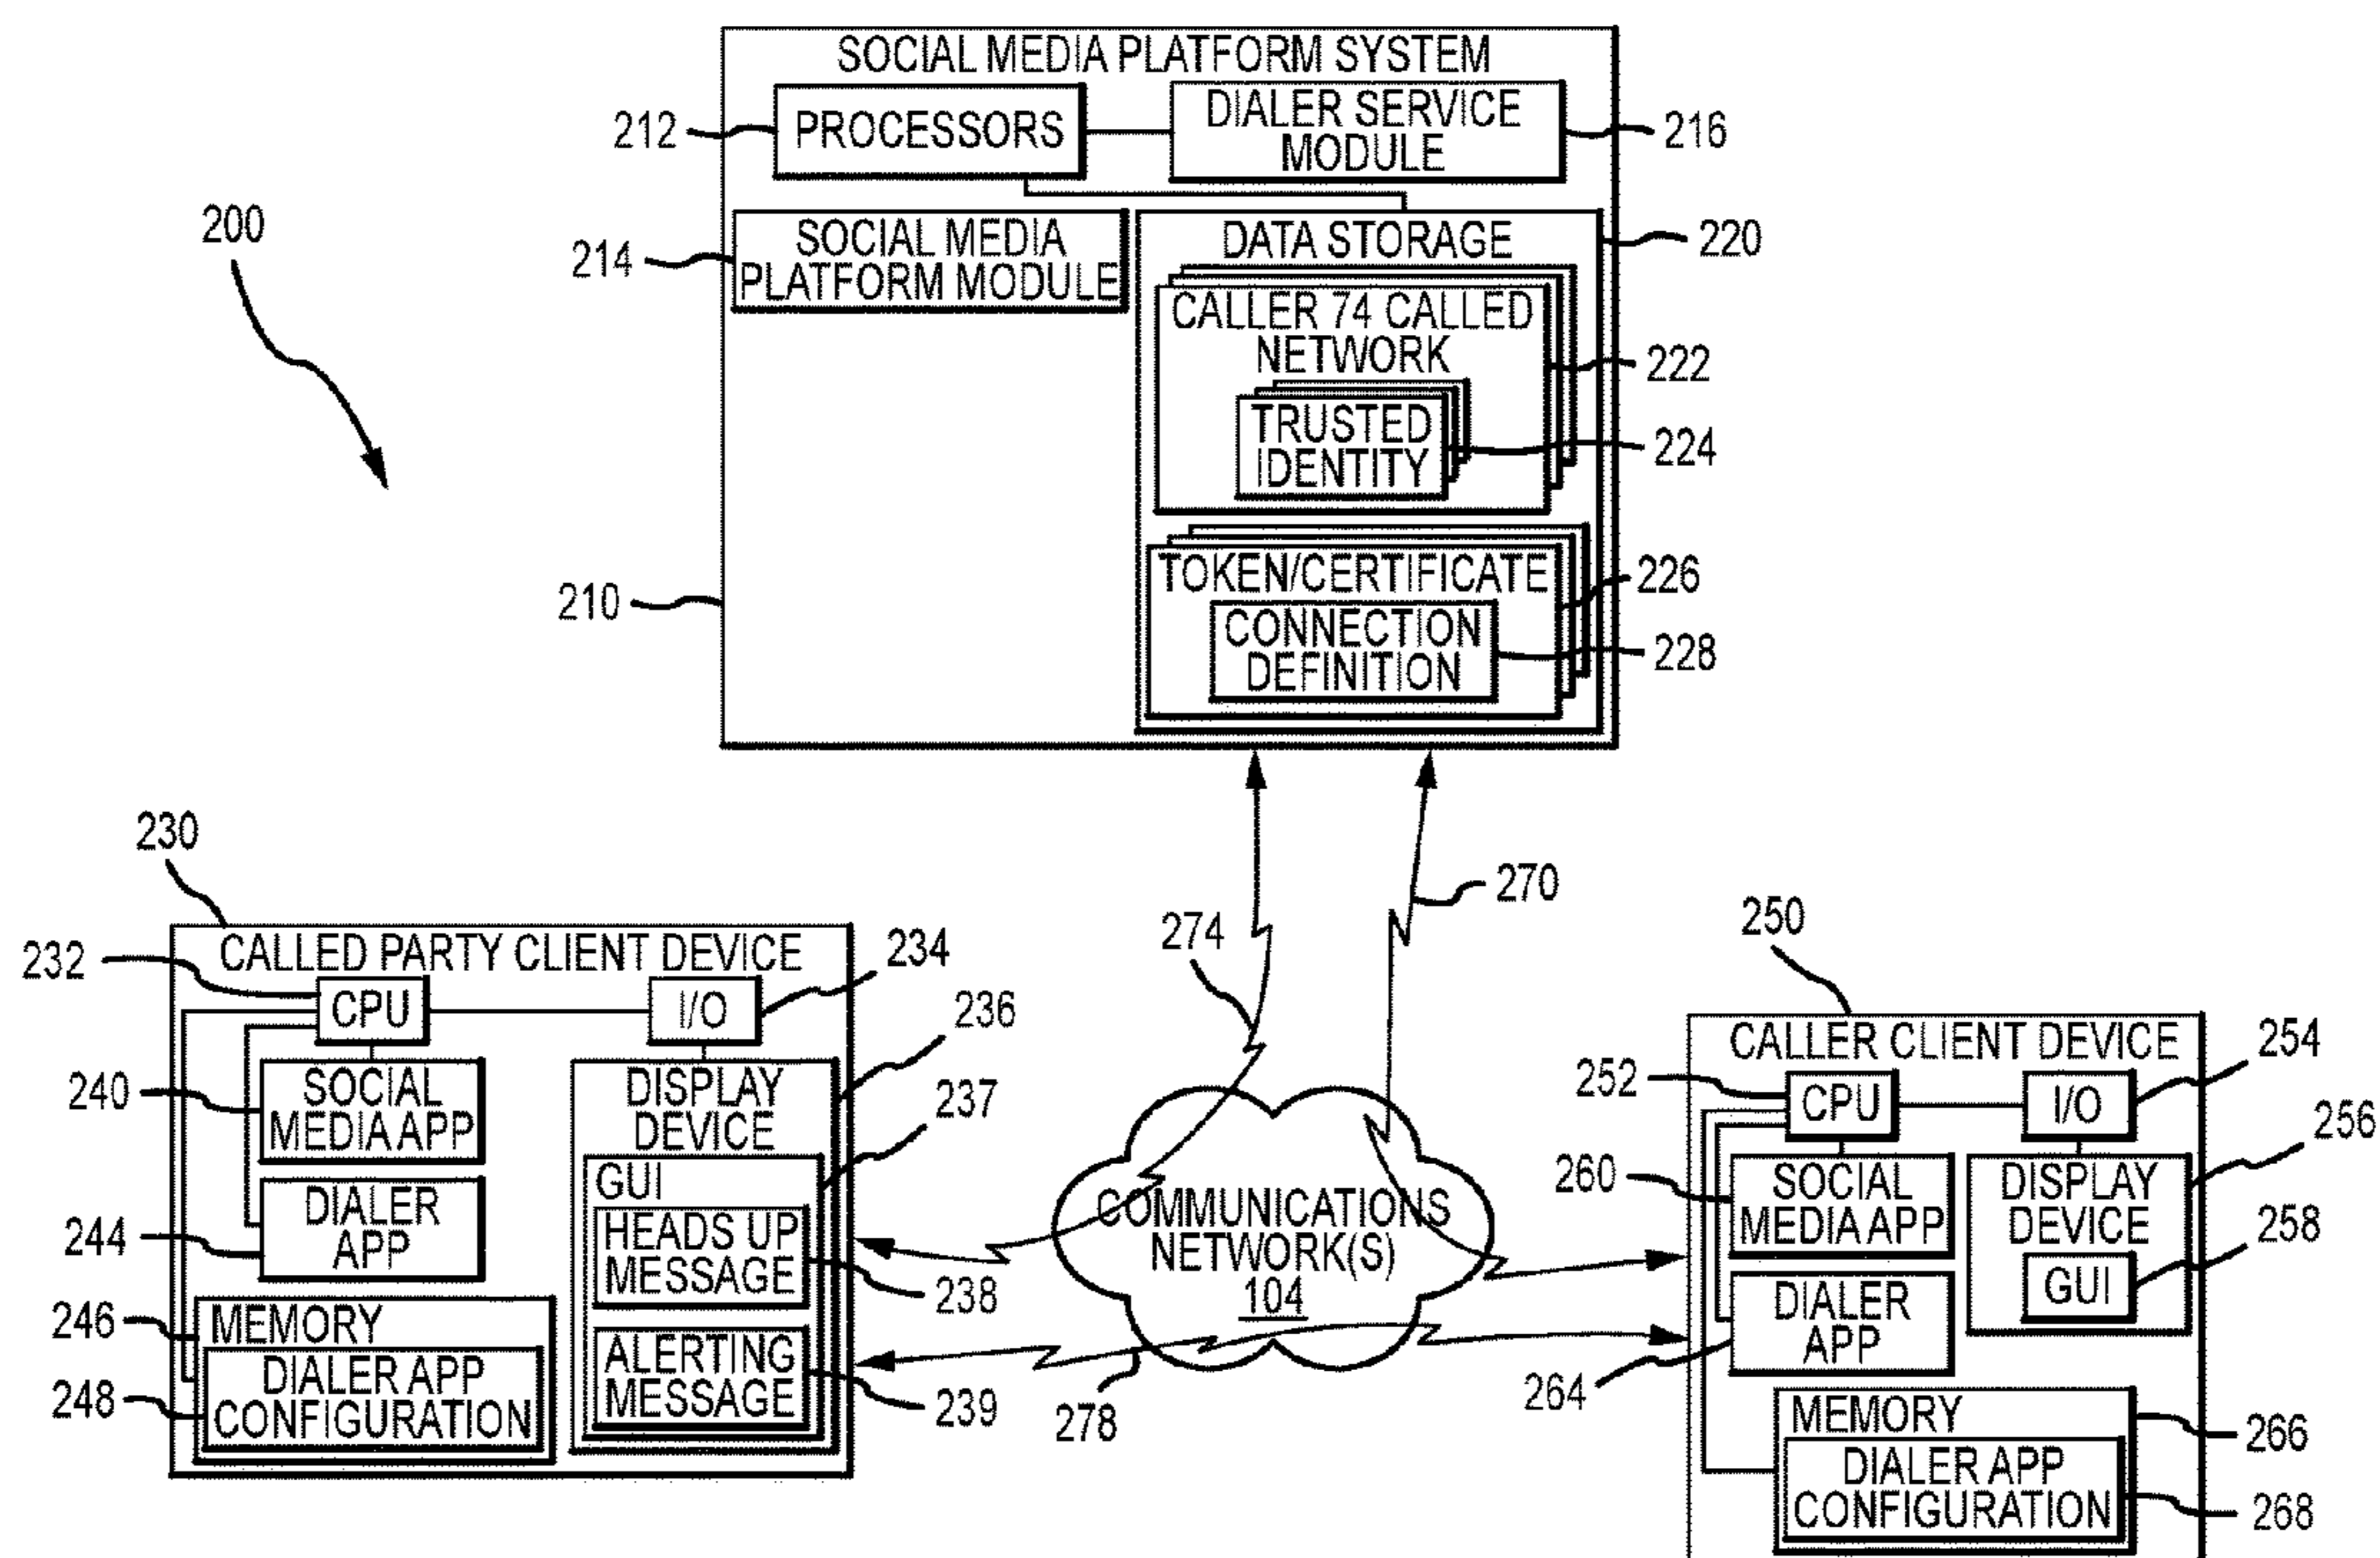 SOCIAL MEDIA PLATFORM SYSTEM
212
PROCESSORS
DIALER SERVICE
MODULE
216
200
214
SOCIAL MEDIA
PLATFORM MODULE
DATA STORAGE
220
CALLER 74 CALLED
NETWORK
222
TRUSTED
IDENTITY
224
210
TOKEN/CERTIFICATE
226
CONNECTION
DEFINITION
228
230
CALLED PARTY CLIENT DEVICE
232
CPU
I/O
234
236
240
SOCIAL
MEDIA APP
DISPLAY
DEVICE
237
GUI
244
DIALER
APP
HEADS UP
MESSAGE
238
246
MEMORY
248
DIALER APP
CONFIGURATION
ALERTING
MESSAGE
239
274
270
COMMUNICATIONS
NETWORK(S)
104
278
250
CALLER CLIENT DEVICE
252
CPU
I/O
254
256
260
SOCIAL
MEDIA APP
DISPLAY
DEVICE
258
GUI
264
DIALER
APP
MEMORY
266
DIALER APP
CONFIGURATION
268